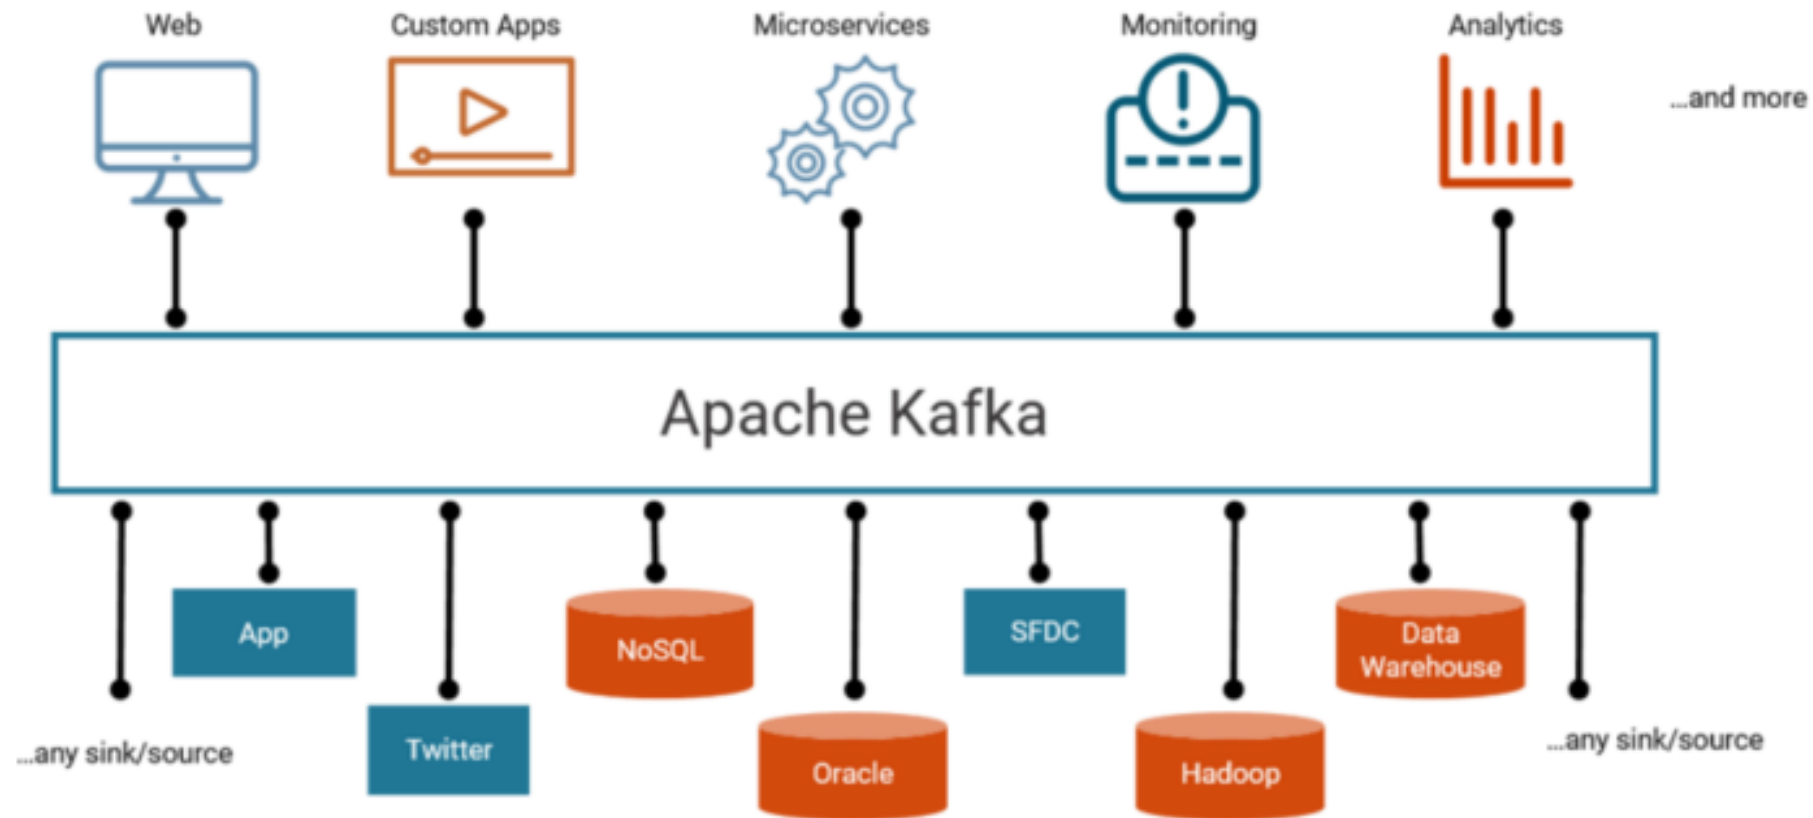 Web
Custom Apps
Microservices
Monitoring
Analytics
...and more
Apache Kafka
App
NoSQL
SFDC
Data
Warehouse
...any sink/source
Twitter
Oracle
Hadoop
...any sink/source